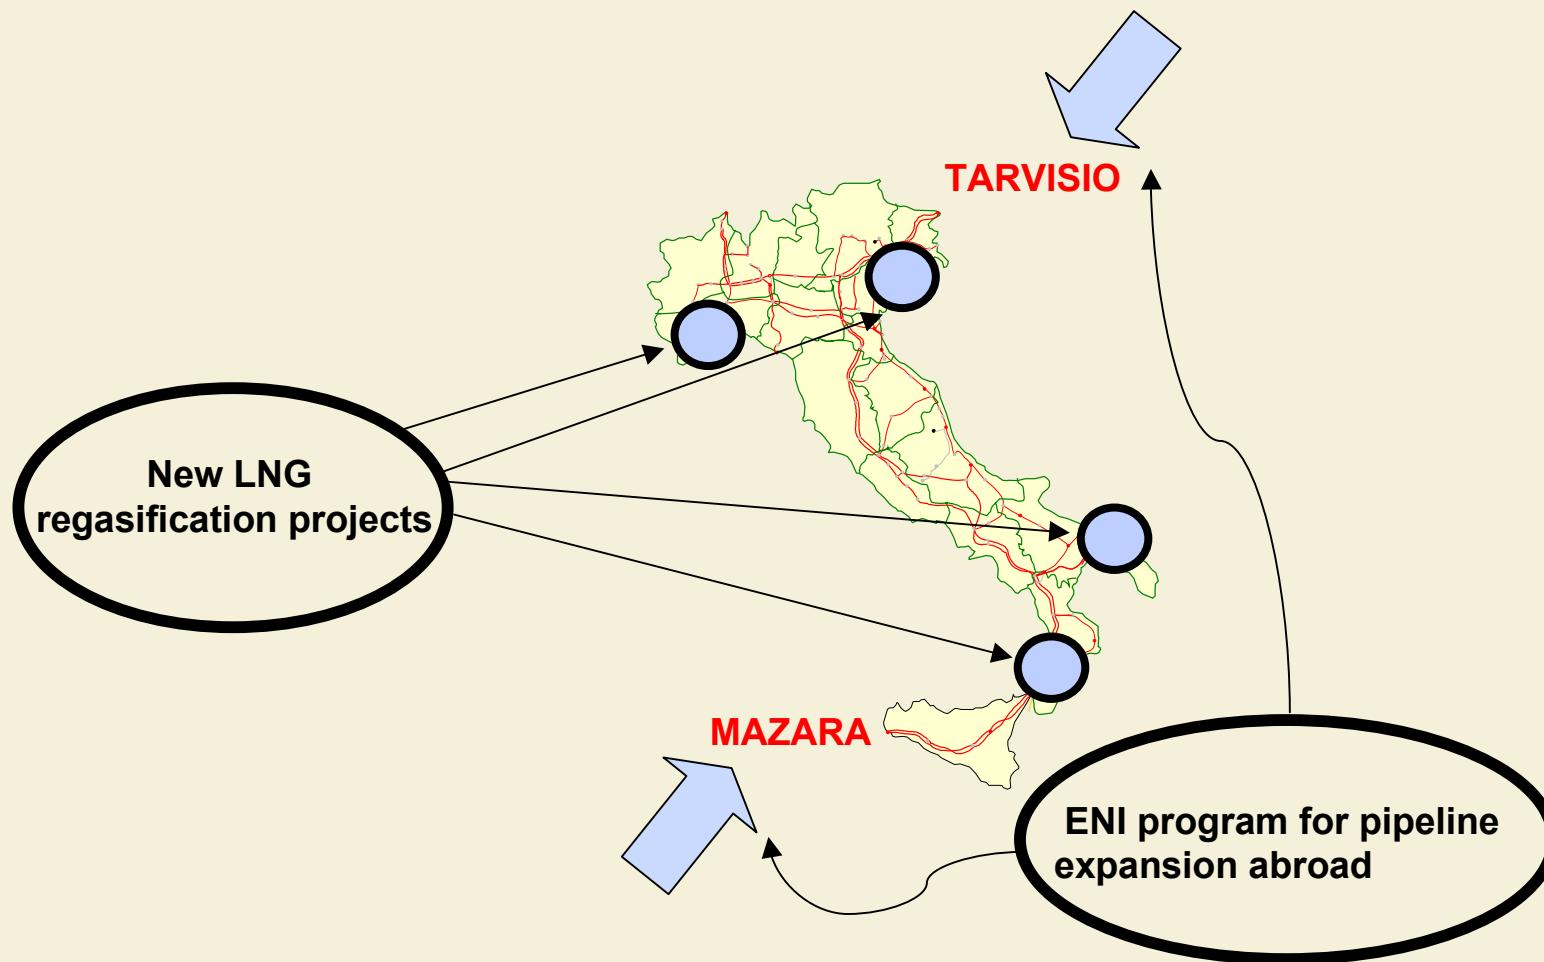 TARVISIO
New LNG
regasification projects
MAZARA
ENI program for pipeline
expansion abroad